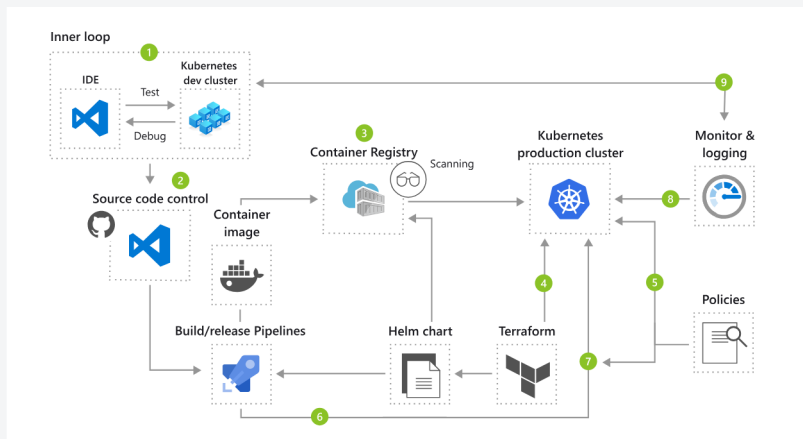 Inner loop
1
IDE
Kubernetes
dev cluster
Test
Debug
9
2
Source code control
3
Container Registry
Scanning
Kubernetes
production cluster
Monitor &
logging
8
Container
image
4
5
Policies
Build/release Pipelines
Helm chart
Terraform
7
6